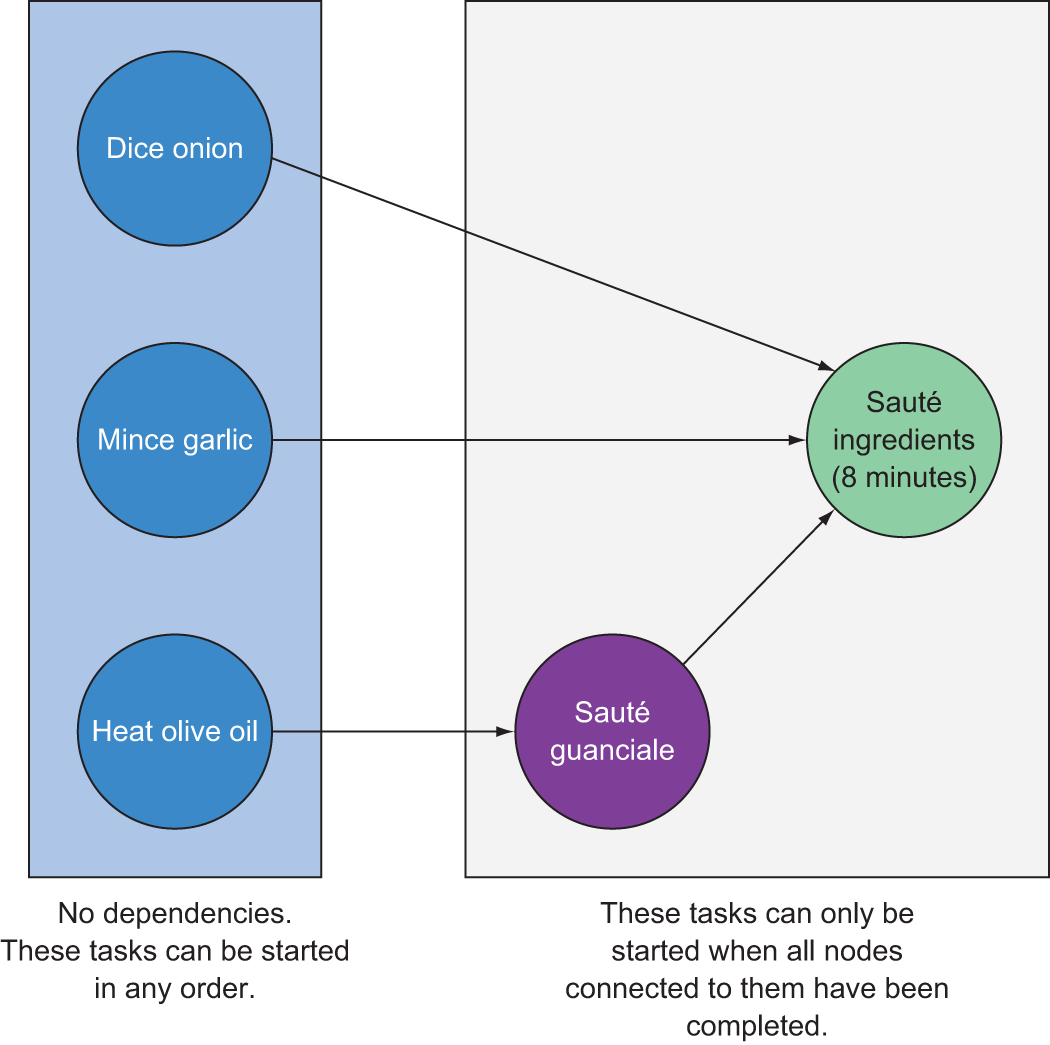 Dice onion
Mince garlic
Heat olive oil
Sauté
guanciale
Sauté
ingredients
(8 minutes)
No dependencies.
These tasks can be started
in any order.
These tasks can only be
started when all nodes
connected to them have been
completed.